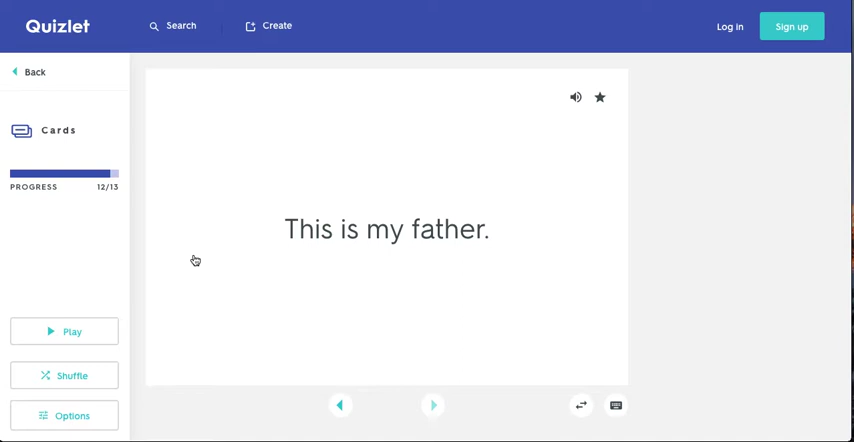 Quizlet
Search
Create
Log in
Sign up
Back
Cards
PROGRESS 12/13
This is my father.
Play
Shuffle
Options